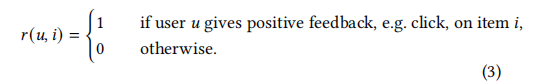 r(u, i) = { 1 if user u gives positive feedback, e.g. click, on item i,
0 otherwise.
(3)